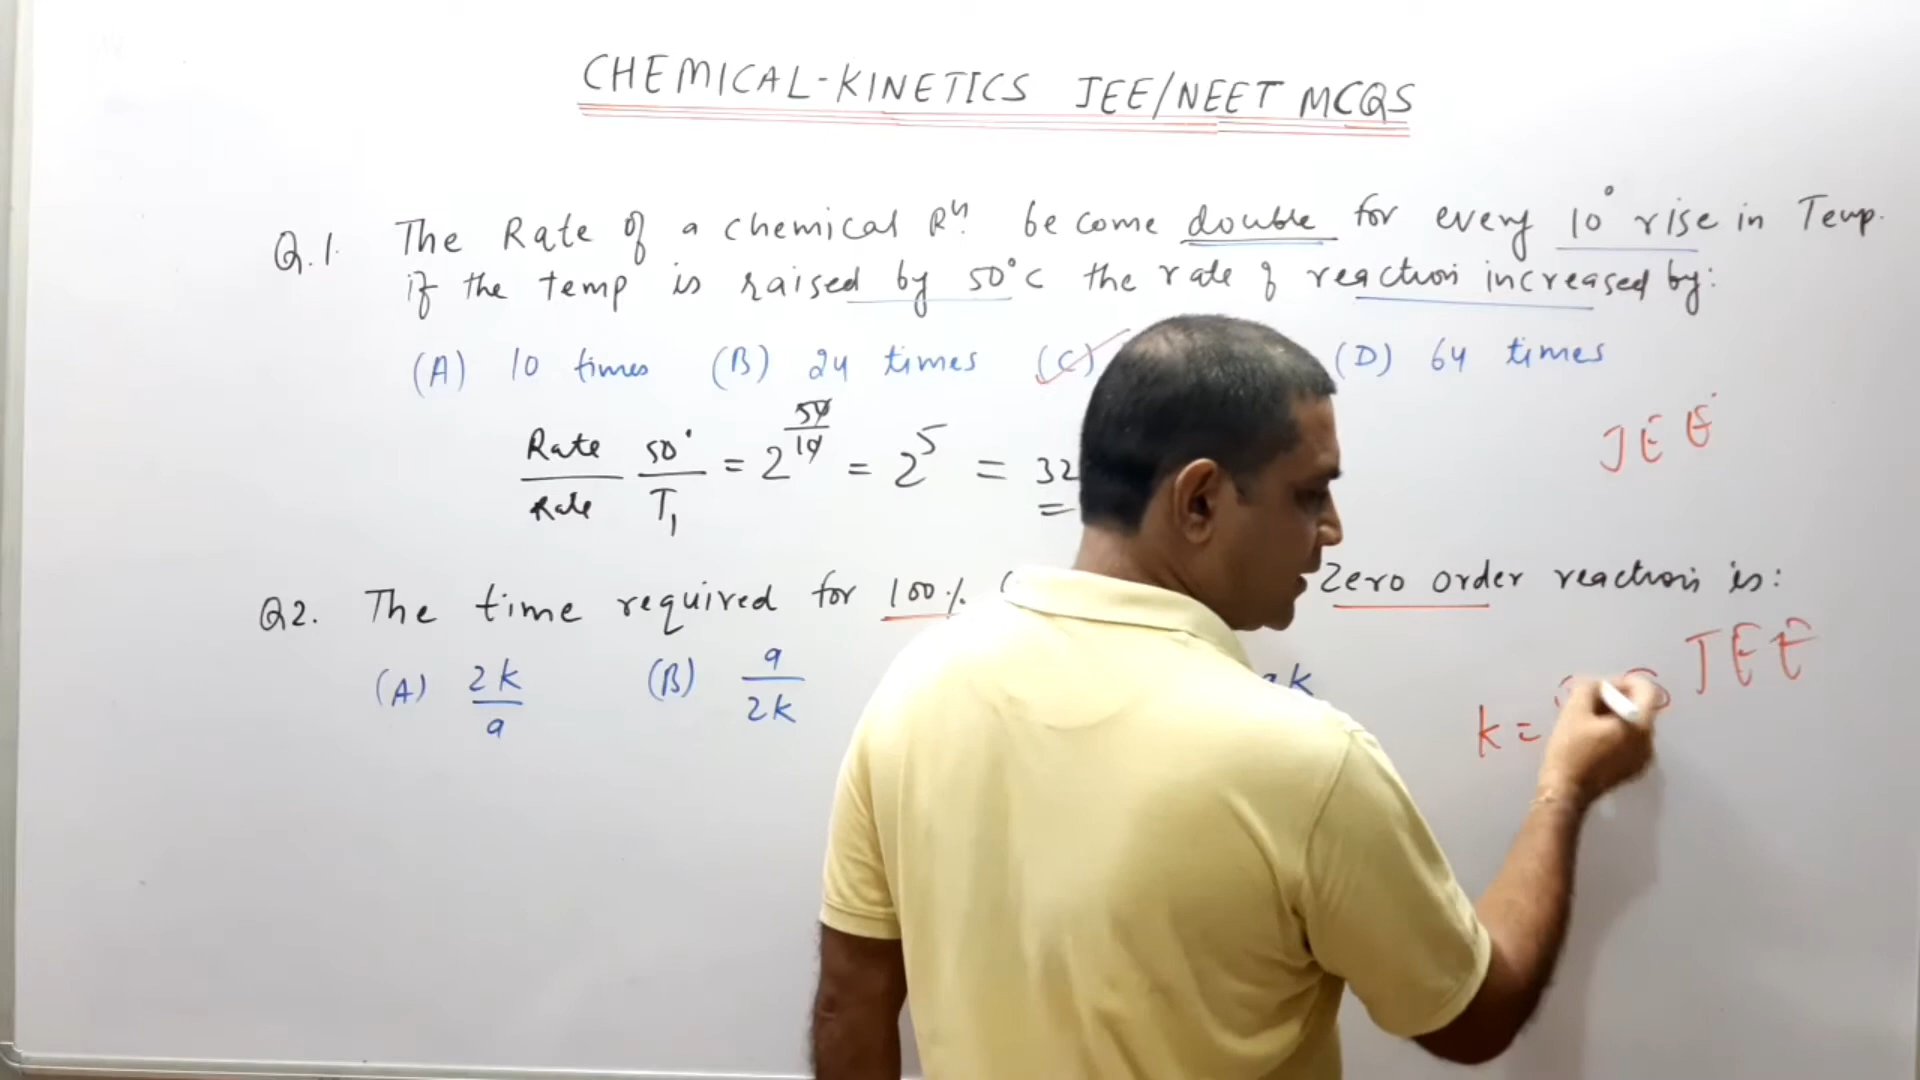 CHEMICAL-KINETICS JEE/NEET MCQS
Q.1. The Rate of a chemical Rⁿ. become double for every 10° rise in Temp.
if the temp is raised by 50°C the rate of reaction increased by:
(A) 10 times (B) 24 times (C) (D) 64 times
JEE
Rate 50° / Rate T₁ = 2^(50/10) = 2^5 = 32
Q2. The time required for 100% Zero order reaction is:
JEE
(A) 2k/a (B) a/2k k
k =